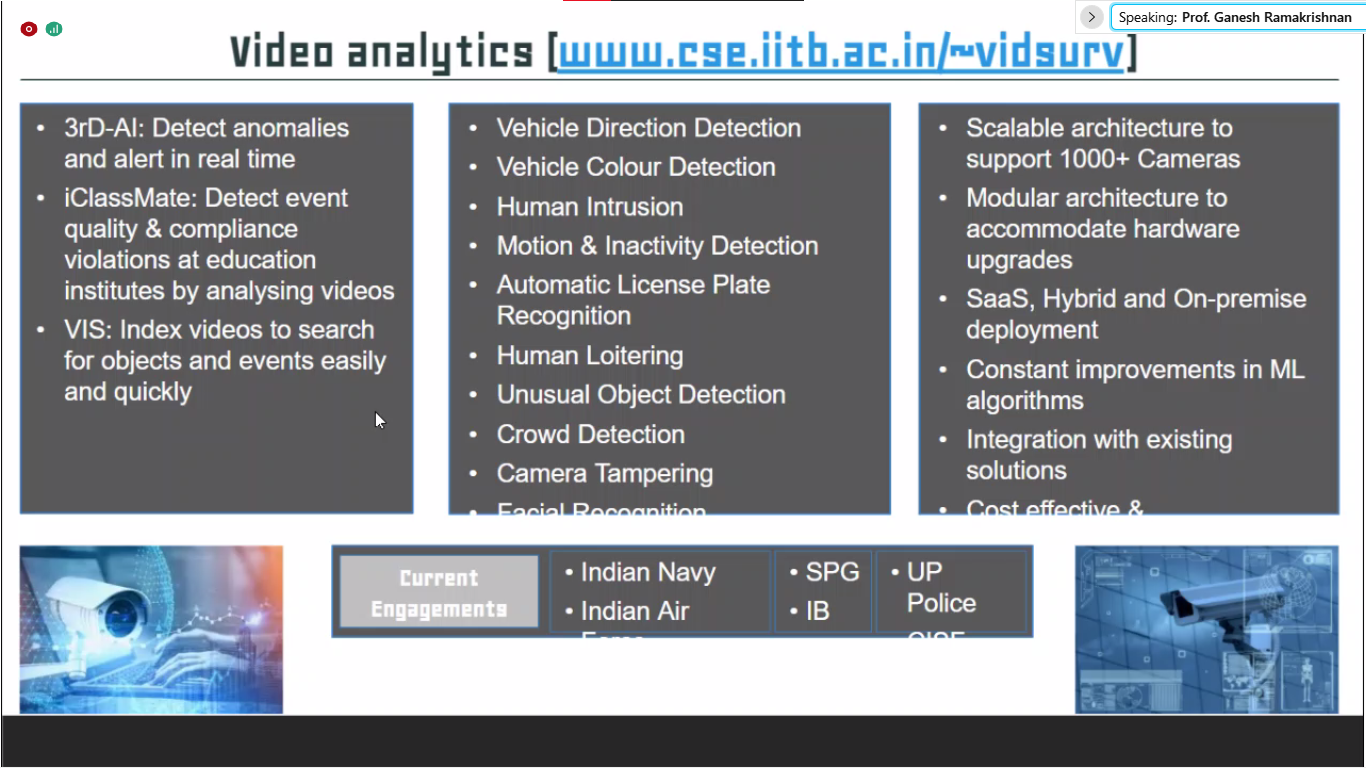 Speaking: Prof. Ganesh Ramakrishnan
Video analytics [www.cse.iitb.ac.in/~vidsurv]
• 3rD-AI: Detect anomalies
and alert in real time
• iClassMate: Detect event
quality & compliance
violations at education
institutes by analysing videos
• VIS: Index videos to search
for objects and events easily
and quickly
• Vehicle Direction Detection
• Vehicle Colour Detection
• Human Intrusion
• Motion & Inactivity Detection
• Automatic License Plate
Recognition
• Human Loitering
• Unusual Object Detection
• Crowd Detection
• Camera Tampering
• Facial Recognition
• Scalable architecture to
support 1000+ Cameras
• Modular architecture to
accommodate hardware
upgrades
• SaaS, Hybrid and On-premise
deployment
• Constant improvements in ML
algorithms
• Integration with existing
solutions
• Cost effective &
Current
Engagements
• Indian Navy
• Indian Air
Force
• SPG
• IB
• UP
Police
CISF